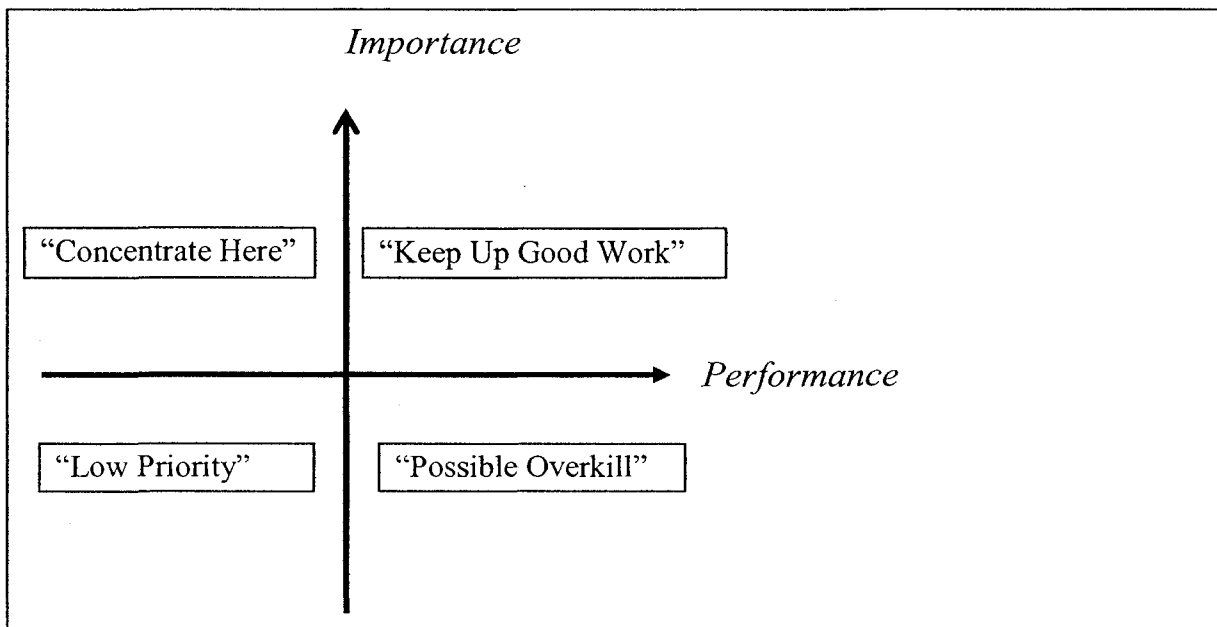 Importance
“Concentrate Here”
“Keep Up Good Work”
Performance
“Low Priority”
“Possible Overkill”